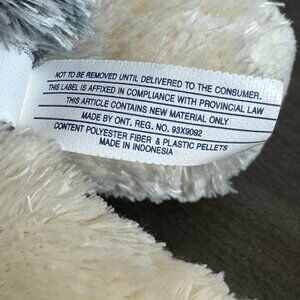 NOT TO BE REMOVED UNTIL DELIVERED TO THE CONSUMER.
THIS LABEL IS AFFIXED IN COMPLIANCE WITH PROVINCIAL LAW
THIS ARTICLE CONTAINS NEW MATERIAL ONLY
MADE BY ONT. REG. NO. 93X9092
CONTENT POLYESTER FIBER & PLASTIC PELLETS
MADE IN INDONESIA